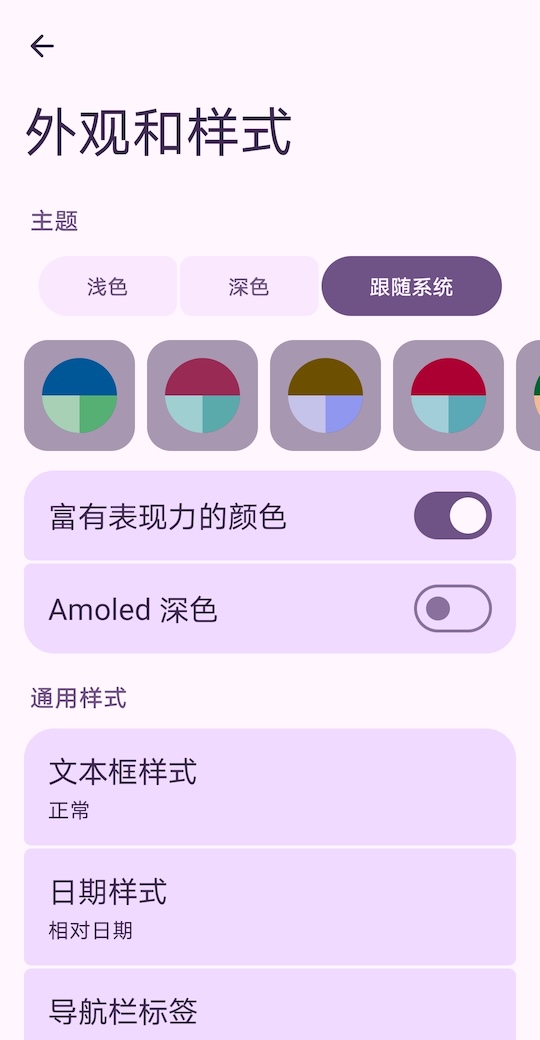 外观和样式
主题
浅色
深色
跟随系统
富有表现力的颜色
Amoled 深色
通用样式
文本框样式
正常
日期样式
相对日期
导航栏标签